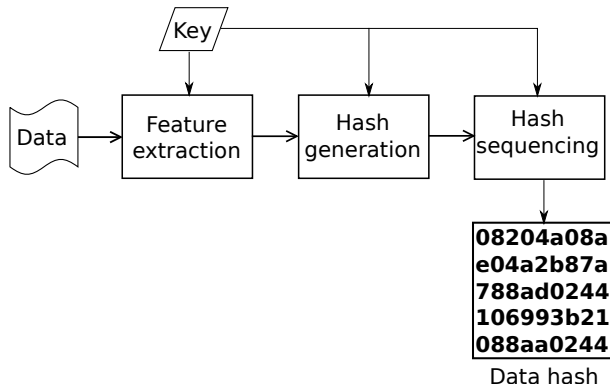 Key
Data
Feature
extraction
Hash
generation
Hash
sequencing
08204a08a
e04a2b87a
788ad0244
106993b21
088aa0244
Data hash